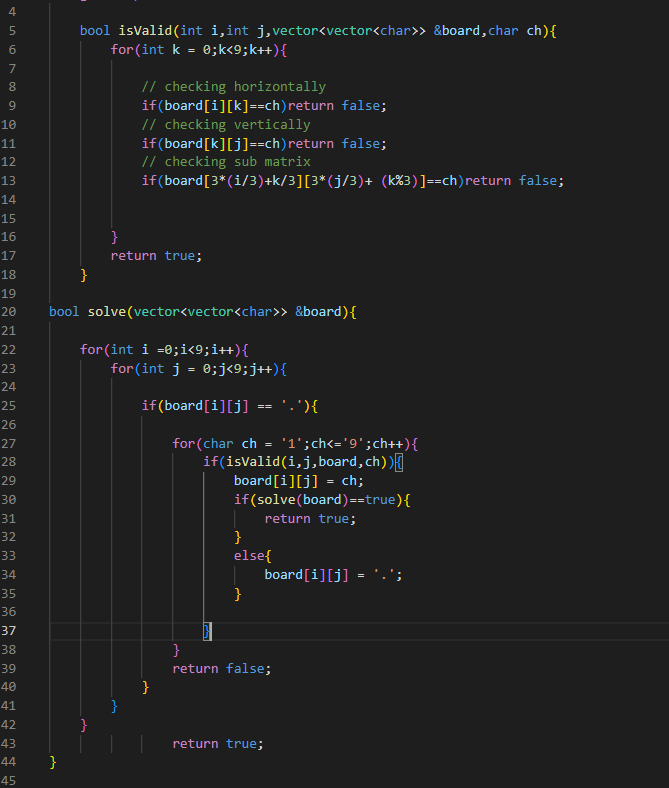 4
5 bool isValid(int i,int j,vector<vector<char>> &board,char ch){
6 for(int k = 0;k<9;k++){
7
8 // checking horizontally
9 if(board[i][k]==ch)return false;
10 // checking vertically
11 if(board[k][j]==ch)return false;
12 // checking sub matrix
13 if(board[3*(i/3)+k/3][3*(j/3)+ (k%3)]==ch)return false;
14
15
16 }
17 return true;
18 }
19
20 bool solve(vector<vector<char>> &board){
21
22 for(int i =0;i<9;i++){
23 for(int j = 0;j<9;j++){
24
25 if(board[i][j] == '.'){
26
27 for(char ch = '1';ch<='9';ch++){
28 if(isValid(i,j,board,ch)){
29 board[i][j] = ch;
30 if(solve(board)==true){
31 return true;
32 }
33 else{
34 board[i][j] = '.';
35 }
36
37 }
38 }
39 return false;
40 }
41 }
42 }
43 return true;
44 }
45